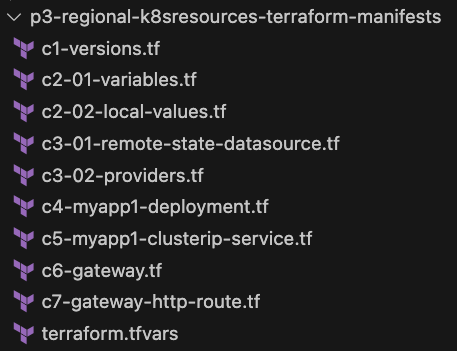 p3-regional-k8sresources-terraform-manifests
c1-versions.tf
c2-01-variables.tf
c2-02-local-values.tf
c3-01-remote-state-datasource.tf
c3-02-providers.tf
c4-myapp1-deployment.tf
c5-myapp1-clusterip-service.tf
c6-gateway.tf
c7-gateway-http-route.tf
terraform.tfvars